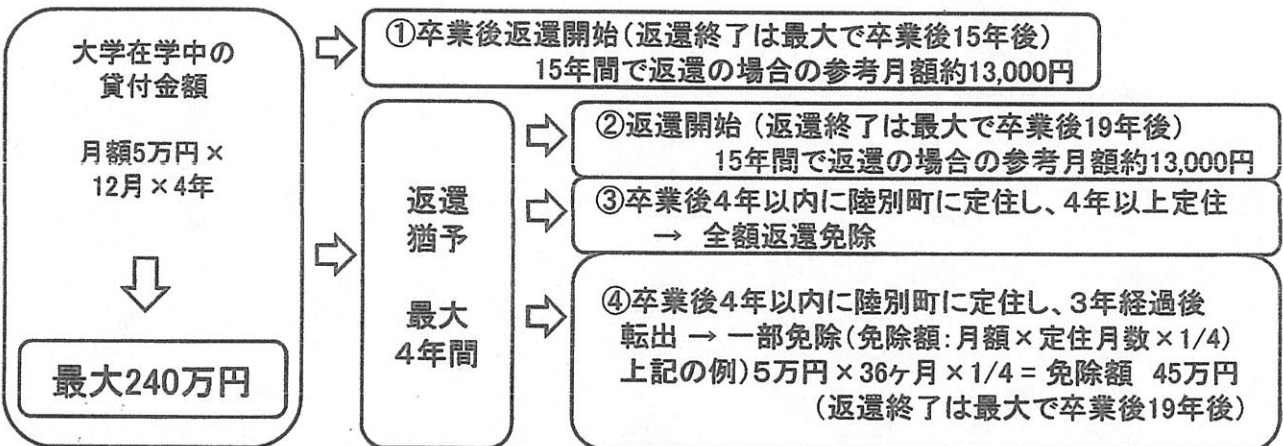 大学在学中の
貸付金額
月額5万円×
12月×4年
最大240万円
①卒業後返還開始(返還終了は最大で卒業後15年後)
15年間で返還の場合の参考月額約13,000円
返還
猶予
最大
4年間
②返還開始(返還終了は最大で卒業後19年後)
15年間で返還の場合の参考月額約13,000円
③卒業後4年以内に陸別町に定住し、4年以上定住
→ 全額返還免除
④卒業後4年以内に陸別町に定住し、3年経過後
転出 → 一部免除(免除額:月額×定住月数×1/4)
上記の例)5万円×36ヶ月×1/4= 免除額 45万円
(返還終了は最大で卒業後19年後)